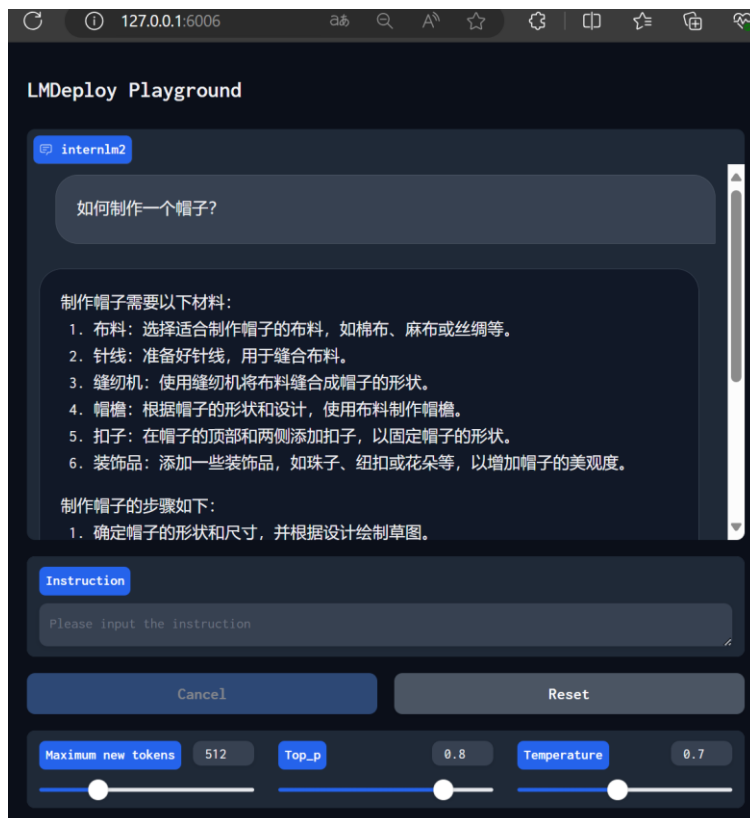 127.0.0.1:6006
LMDeploy Playground
internlm2
如何制作一个帽子?
制作帽子需要以下材料:
1. 布料: 选择适合制作帽子的布料, 如棉布、麻布或丝绸等。
2. 针线: 准备好针线, 用于缝合布料。
3. 缝纫机: 使用缝纫机将布料缝合成帽子的形状。
4. 帽檐: 根据帽子的形状和设计, 使用布料制作帽檐。
5. 扣子: 在帽子的顶部和两侧添加扣子, 以固定帽子的形状。
6. 装饰品: 添加一些装饰品, 如珠子、纽扣或花朵等, 以增加帽子的美观度。
制作帽子的步骤如下:
1. 确定帽子的形状和尺寸, 并根据设计绘制草图。
Instruction
Please input the instruction
Cancel Reset
Maximum new tokens 512 Top_p 0.8 Temperature 0.7